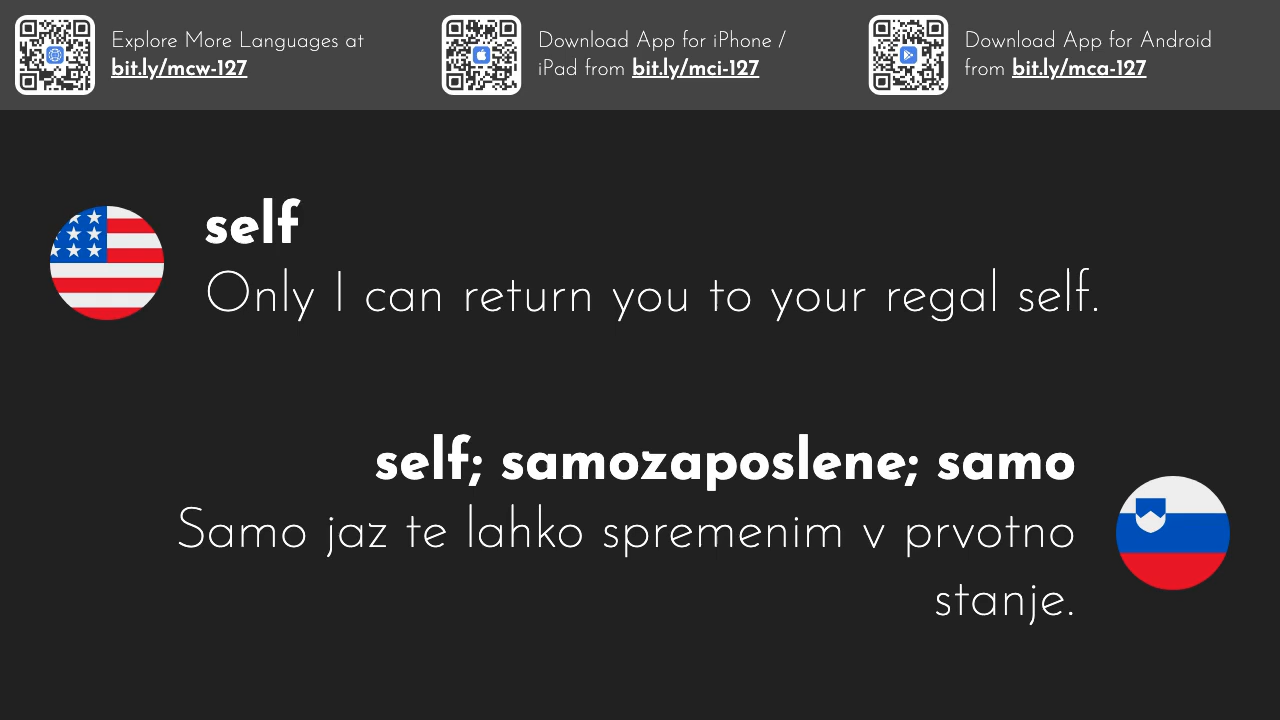 Explore More Languages at
bit.ly/mcw-127
Download App for iPhone /
iPad from bit.ly/mci-127
Download App for Android
from bit.ly/mca-127
self
Only I can return you to your regal self.
self; samozaposlene; samo
Samo jaz te lahko spremenim v prvotno
stanje.